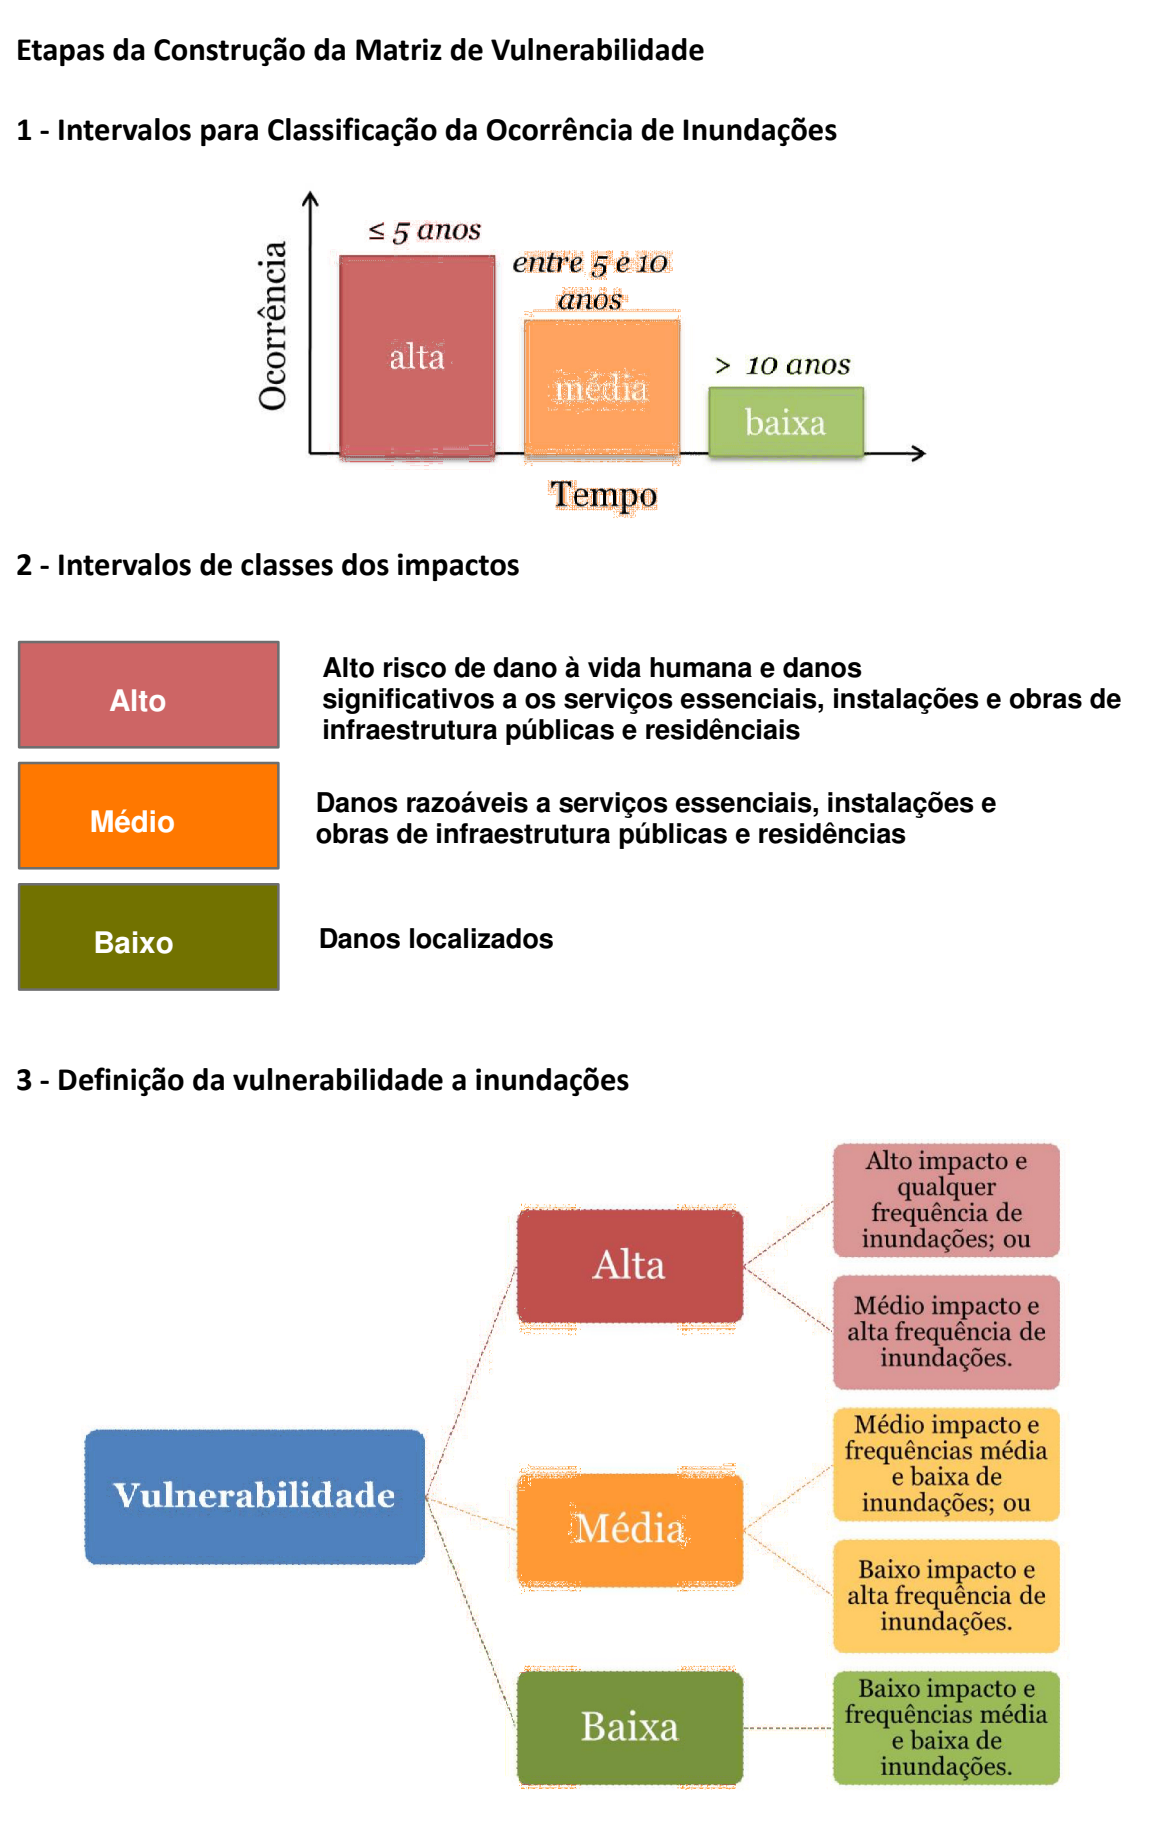 Etapas da Construção da Matriz de Vulnerabilidade
1 - Intervalos para Classificação da Ocorrência de Inundações
Ocorrência
≤ 5 anos
entre 5 e 10
anos
> 10 anos
alta
média
baixa
Tempo
2 - Intervalos de classes dos impactos
Alto
Alto risco de dano à vida humana e danos
significativos a os serviços essenciais, instalações e obras de
infraestrutura públicas e residênciais
Médio
Danos razoáveis a serviços essenciais, instalações e
obras de infraestrutura públicas e residências
Baixo
Danos localizados
3 - Definição da vulnerabilidade a inundações
Vulnerabilidade
Alta
Alto impacto e
qualquer
frequência de
inundações; ou
Médio impacto e
alta frequência de
inundações.
Média
Médio impacto e
frequências média
e baixa de
inundações; ou
Baixo impacto e
alta frequência de
inundações.
Baixa
Baixo impacto e
frequências média
e baixa de
inundações.